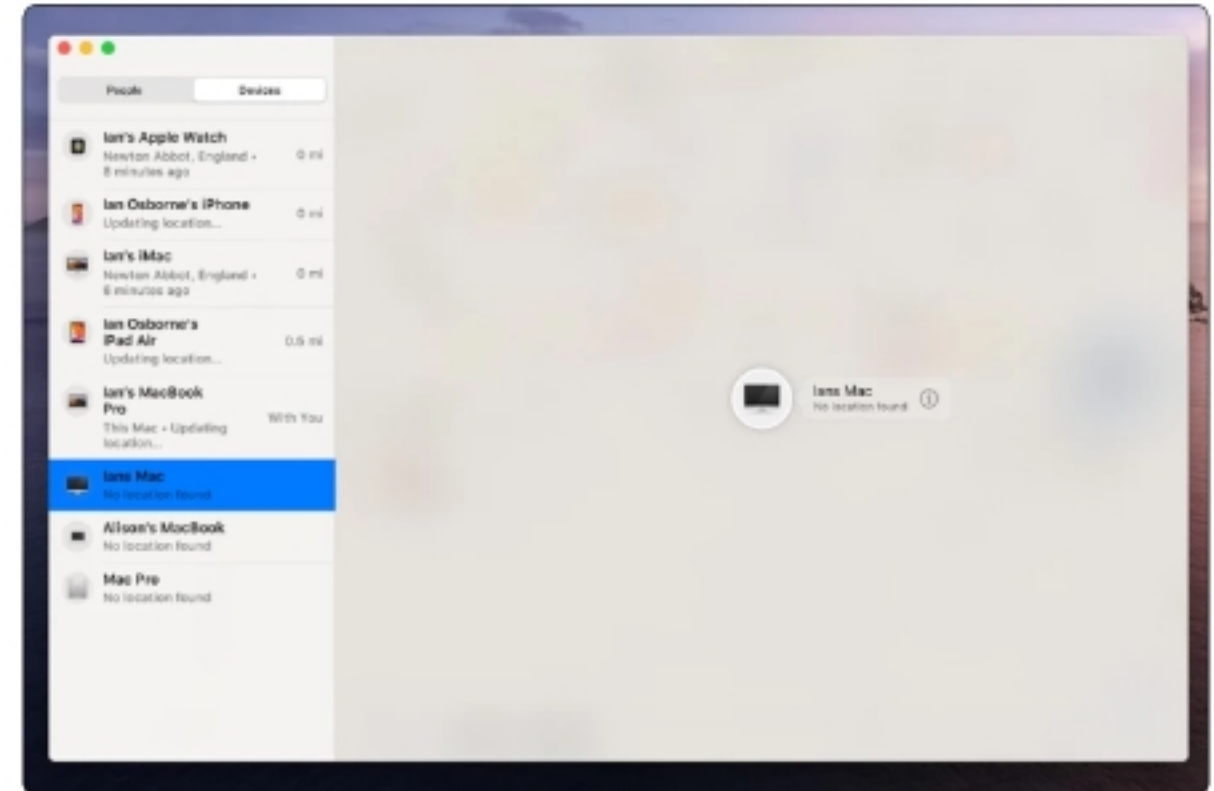 People
Devices
Ian's Apple Watch
Newton Abbot, England •
8 minutes ago
0 mi
Ian Osborne's iPhone
Updating location...
0 mi
Ian's iMac
Newton Abbot, England •
6 minutes ago
0 mi
Ian Osborne's
iPad Air
Updating location...
0.5 mi
Ian's MacBook
Pro
This Mac • Updating
location...
With You
Ians Mac
No location found
Alison's MacBook
No location found
Mac Pro
No location found
Ians Mac
No location found